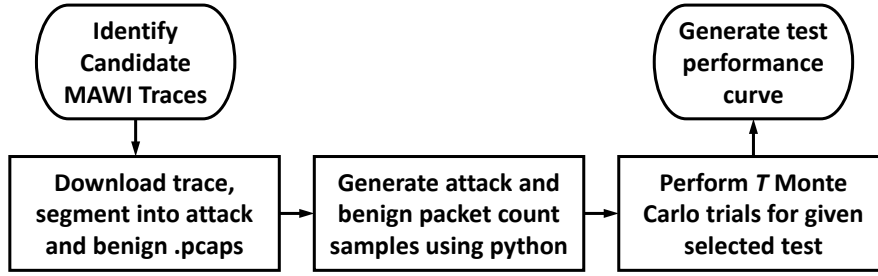 Identify
Candidate
MAWI Traces
Download trace,
segment into attack
and benign .pcaps
Generate attack and
benign packet count
samples using python
Perform T Monte
Carlo trials for given
selected test
Generate test
performance
curve